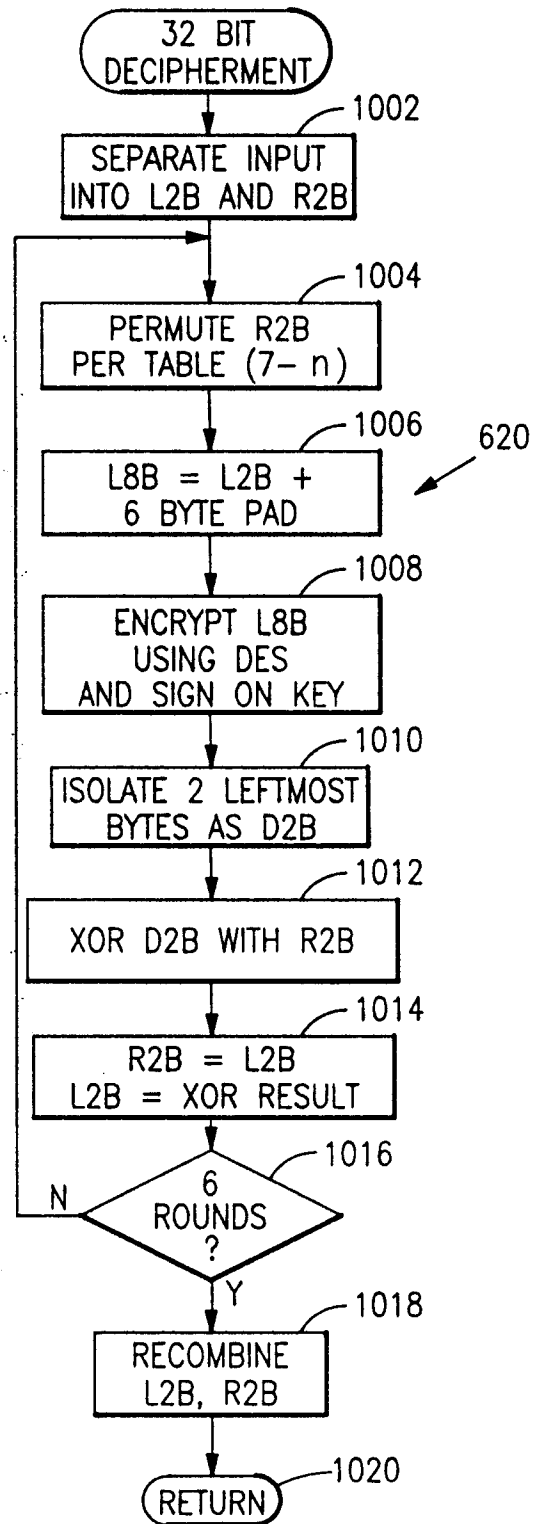 32 BIT
DECIPHERMENT
1002
SEPARATE INPUT
INTO L2B AND R2B
1004
PERMUTE R2B
PER TABLE (7- n)
1006
L8B = L2B +
6 BYTE PAD
620
1008
ENCRYPT L8B
USING DES
AND SIGN ON KEY
1010
ISOLATE 2 LEFTMOST
BYTES AS D2B
1012
XOR D2B WITH R2B
1014
R2B = L2B
L2B = XOR RESULT
1016
6
ROUNDS
?
N
Y
1018
RECOMBINE
L2B, R2B
1020
RETURN